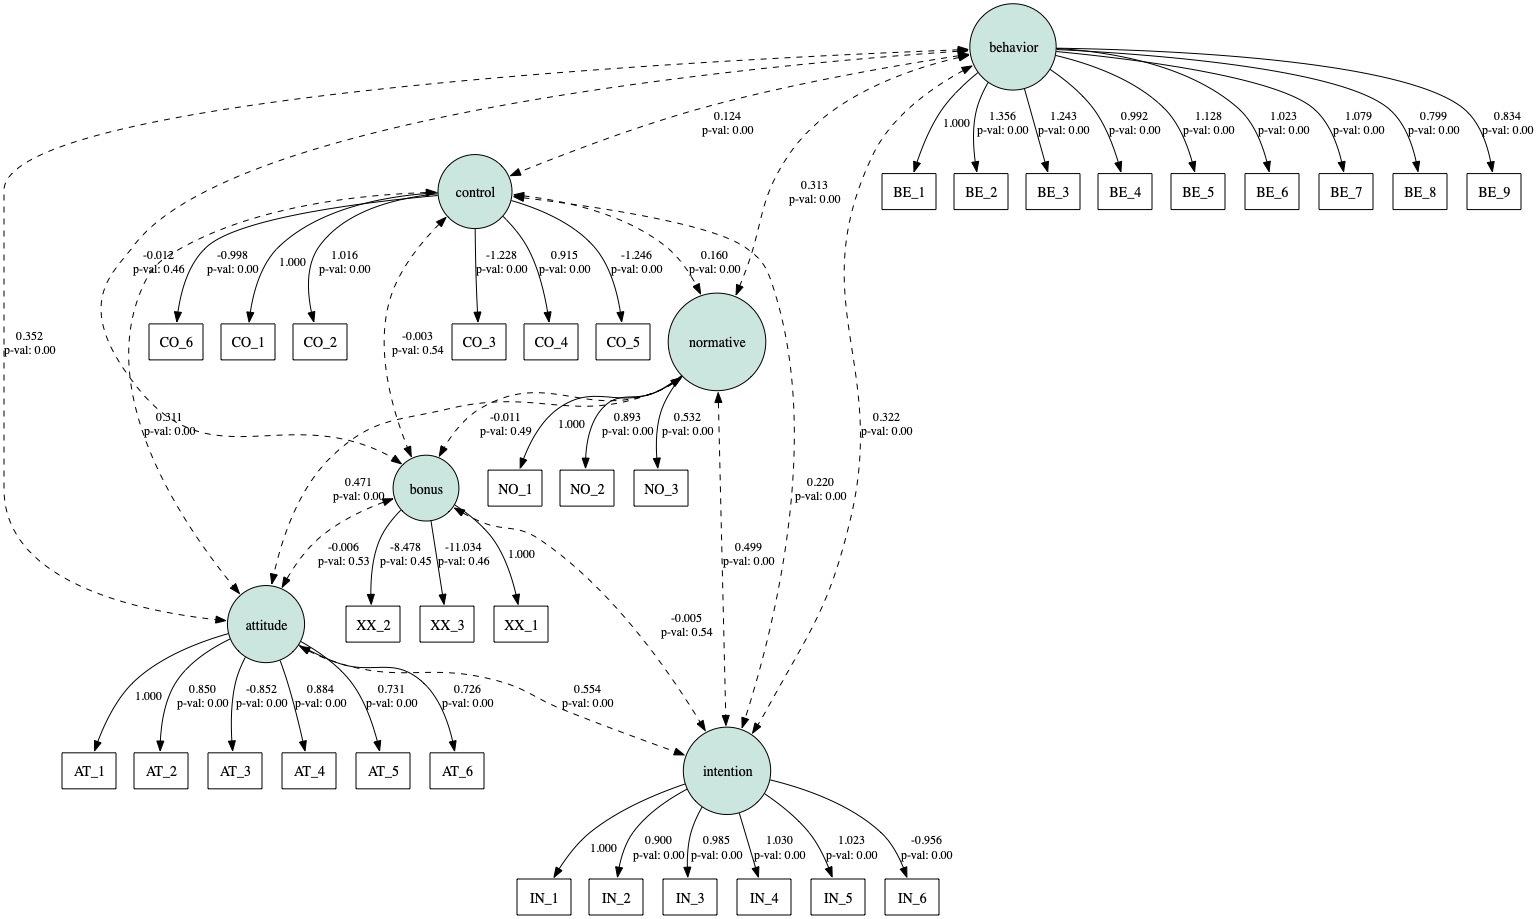 behavior
0.124
p-val: 0.00
1.000
1.356
p-val: 0.00
1.243
p-val: 0.00
0.992
p-val: 0.00
1.128
p-val: 0.00
1.023
p-val: 0.00
1.079
p-val: 0.00
0.799
p-val: 0.00
0.834
p-val: 0.00
control
0.313
p-val: 0.00
BE_1
BE_2
BE_3
BE_4
BE_5
BE_6
BE_7
BE_8
BE_9
-0.012
p-val: 0.46
-0.998
p-val: 0.00
1.000
1.016
p-val: 0.00
-1.228
p-val: 0.00
0.915
p-val: 0.00
-1.246
p-val: 0.00
0.160
p-val: 0.00
0.352
p-val: 0.00
CO_6
CO_1
CO_2
-0.003
p-val: 0.54
CO_3
CO_4
CO_5
normative
0.311
p-val: 0.00
-0.011
p-val: 0.49
1.000
0.893
p-val: 0.00
0.532
p-val: 0.00
0.322
p-val: 0.00
0.471
p-val: 0.00
bonus
NO_1
NO_2
NO_3
0.220
p-val: 0.00
-0.006
p-val: 0.53
-8.478
p-val: 0.45
-11.034
p-val: 0.46
1.000
0.499
p-val: 0.00
attitude
XX_2
XX_3
XX_1
-0.005
p-val: 0.54
1.000
0.850
p-val: 0.00
-0.852
p-val: 0.00
0.884
p-val: 0.00
0.731
p-val: 0.00
0.726
p-val: 0.00
0.554
p-val: 0.00
AT_1
AT_2
AT_3
AT_4
AT_5
AT_6
intention
1.000
0.900
p-val: 0.00
0.985
p-val: 0.00
1.030
p-val: 0.00
1.023
p-val: 0.00
-0.956
p-val: 0.00
IN_1
IN_2
IN_3
IN_4
IN_5
IN_6